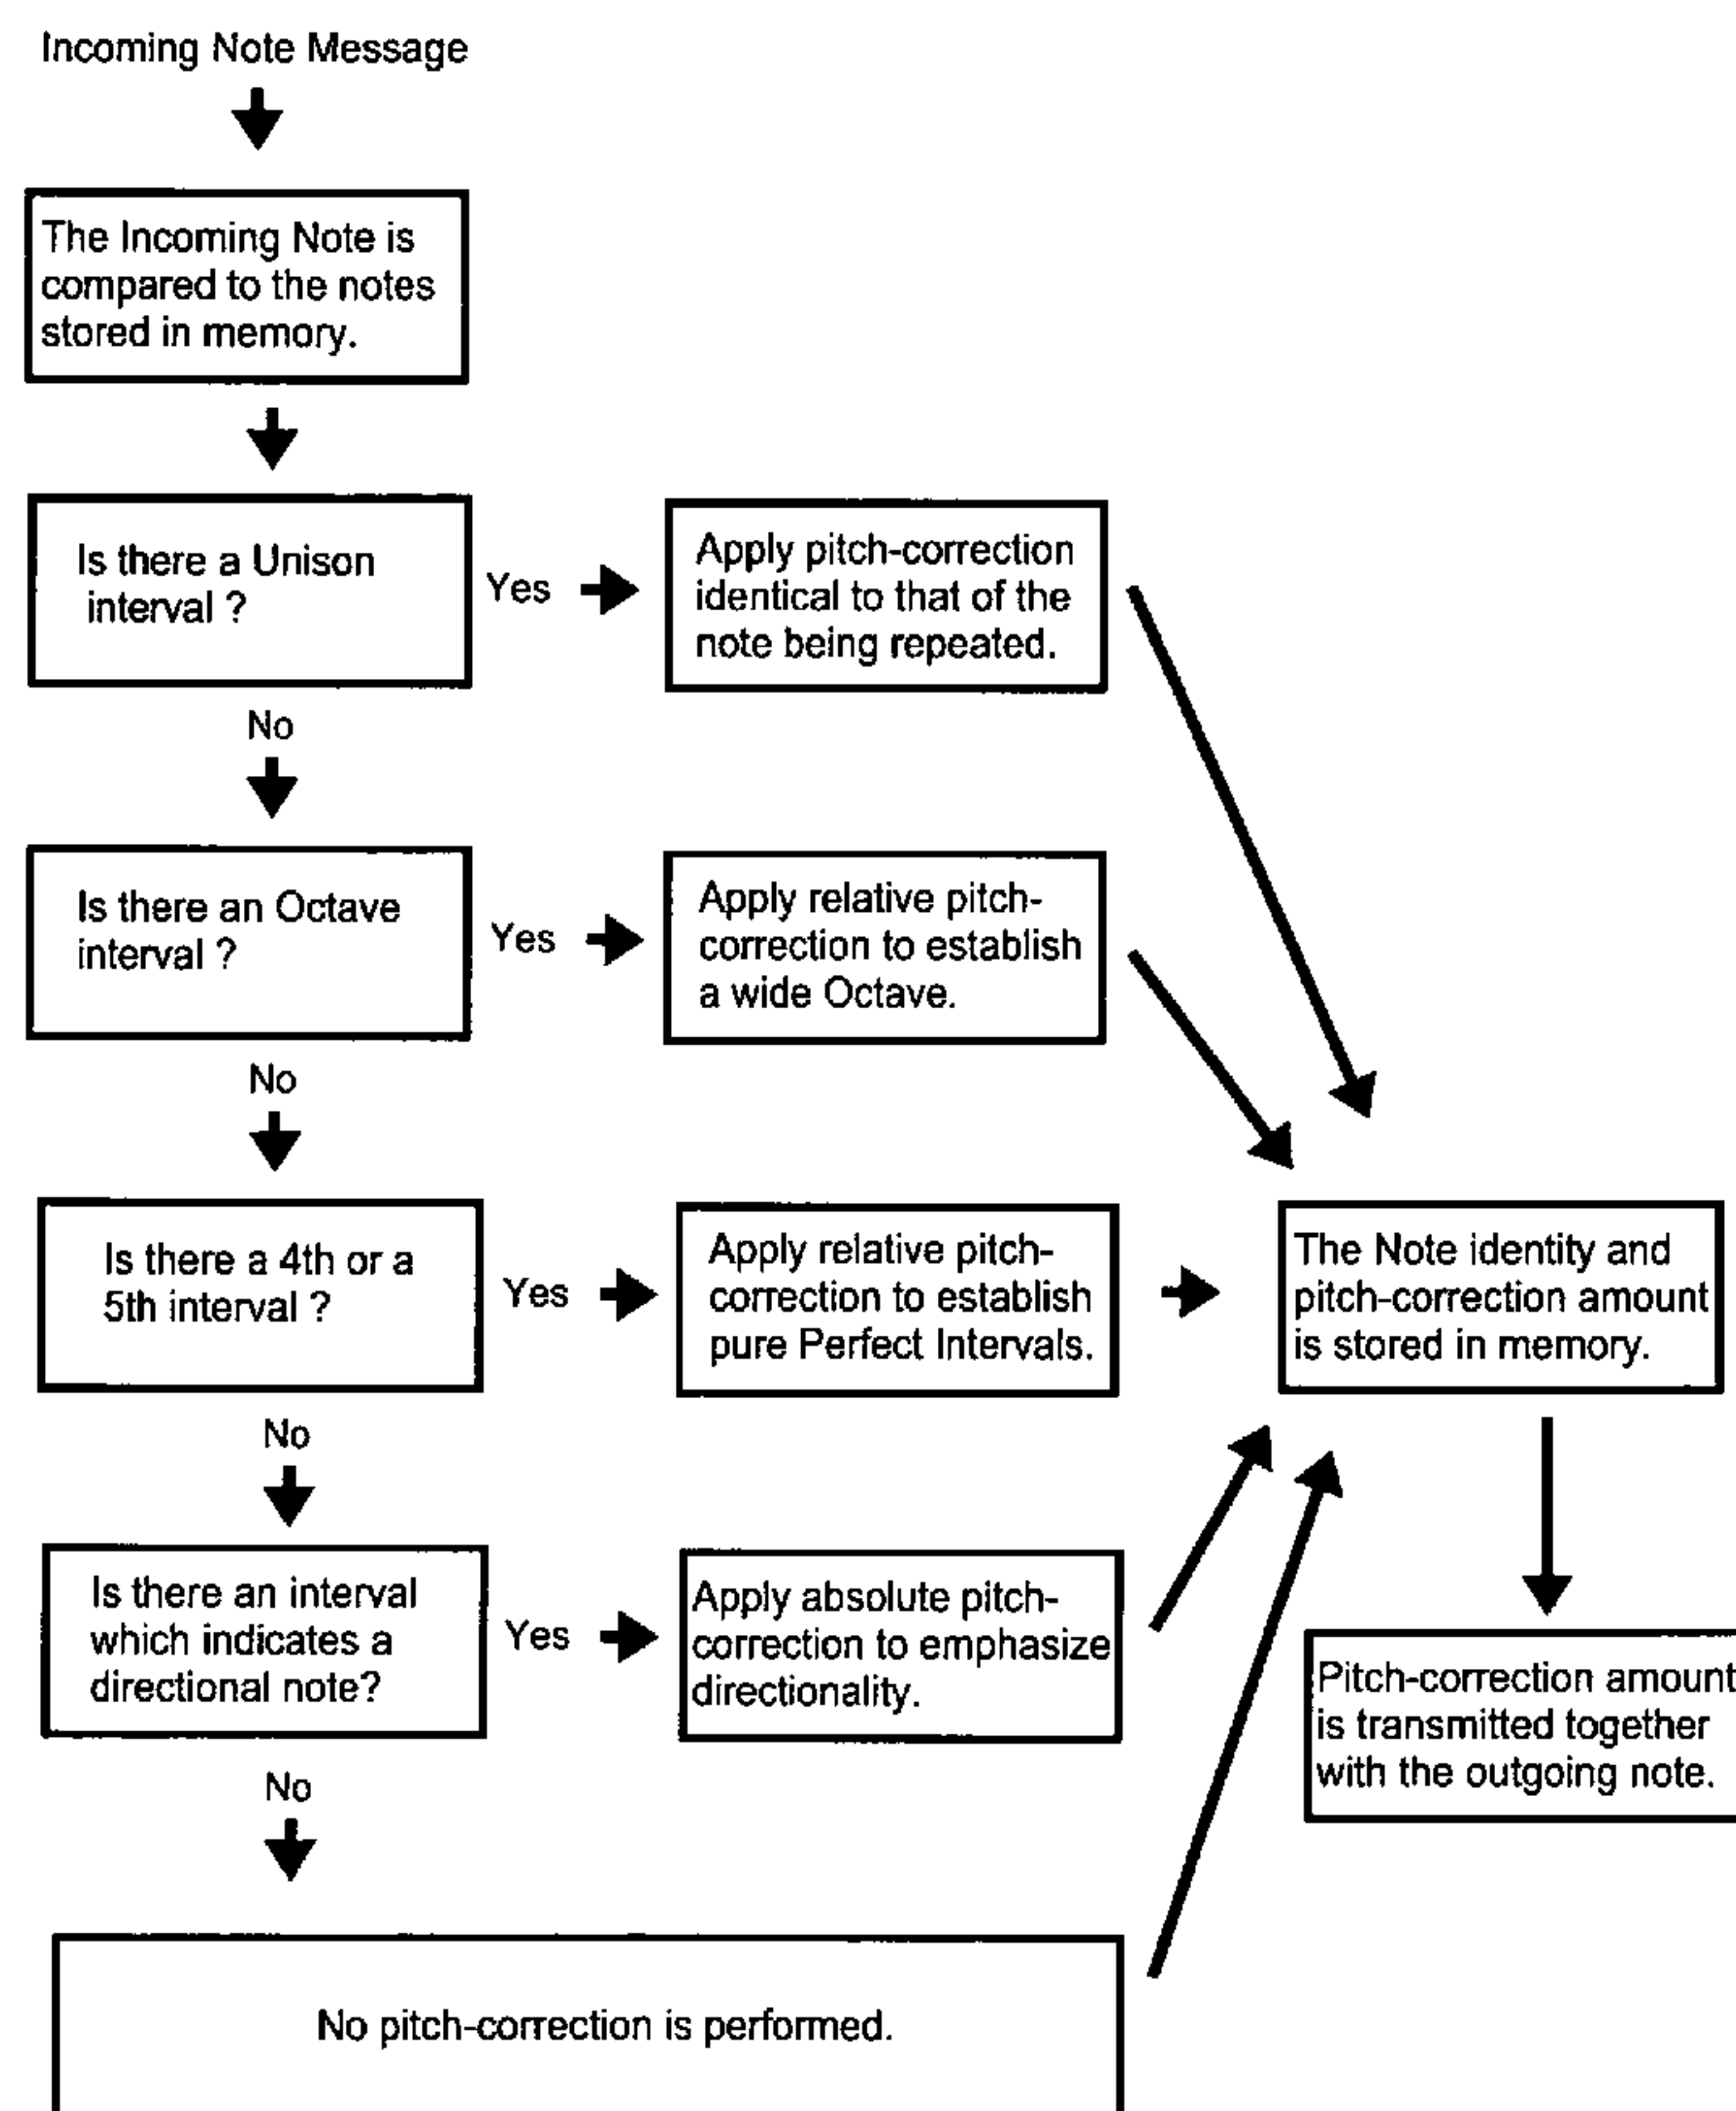 Incoming Note Message
The Incoming Note is
compared to the notes
stored in memory.
Is there a Unison
interval ?
Yes
Apply pitch-correction
identical to that of the
note being repeated.
No
Is there an Octave
interval ?
Yes
Apply relative pitch-
correction to establish
a wide Octave.
No
Is there a 4th or a
5th interval ?
Yes
Apply relative pitch-
correction to establish
pure Perfect Intervals.
The Note identity and
pitch-correction amount
is stored in memory.
No
Is there an interval
which indicates a
directional note?
Yes
Apply absolute pitch-
correction to emphasize
directionality.
Pitch-correction amount
is transmitted together
with the outgoing note.
No
No pitch-correction is performed.